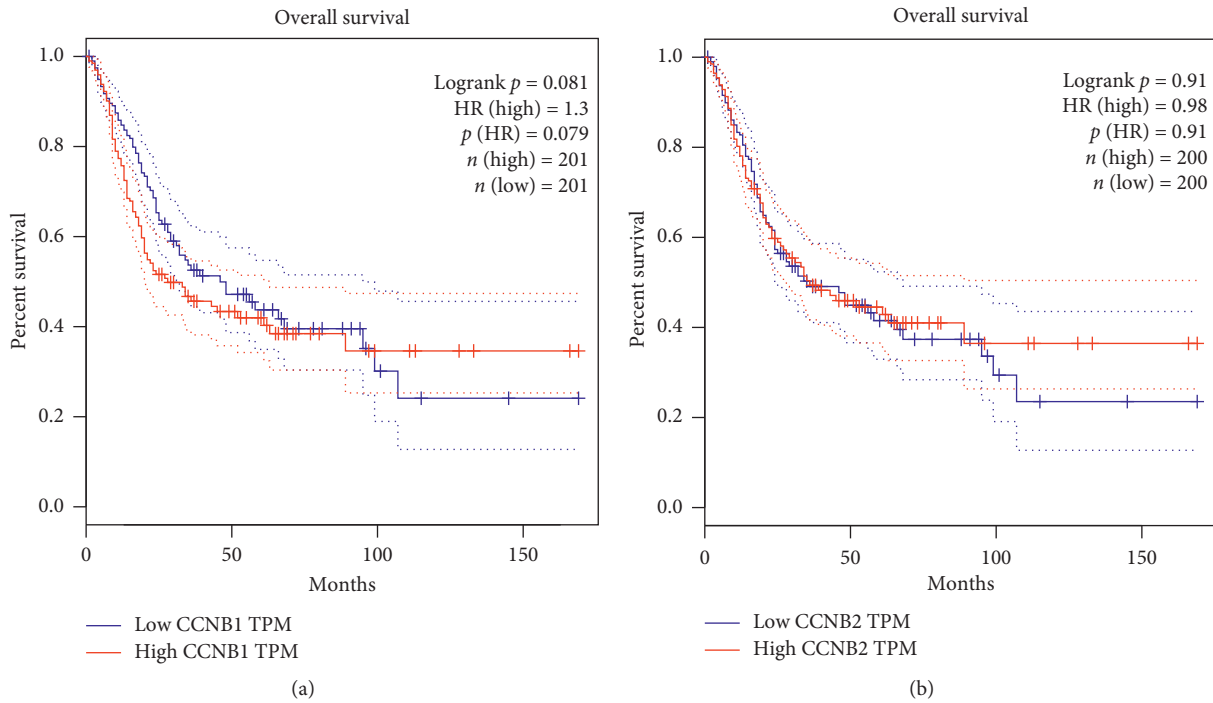 Overall survival
1.0
0.8
0.6
0.4
0.2
0.0
Percent survival
Logrank p = 0.081
HR (high) = 1.3
p (HR) = 0.079
n (high) = 201
n (low) = 201
0 50 100 150
Months
Low CCNB1 TPM
High CCNB1 TPM
(a)
Overall survival
1.0
0.8
0.6
0.4
0.2
0.0
Percent survival
Logrank p = 0.91
HR (high) = 0.98
p (HR) = 0.91
n (high) = 200
n (low) = 200
0 50 100 150
Months
Low CCNB2 TPM
High CCNB2 TPM
(b)